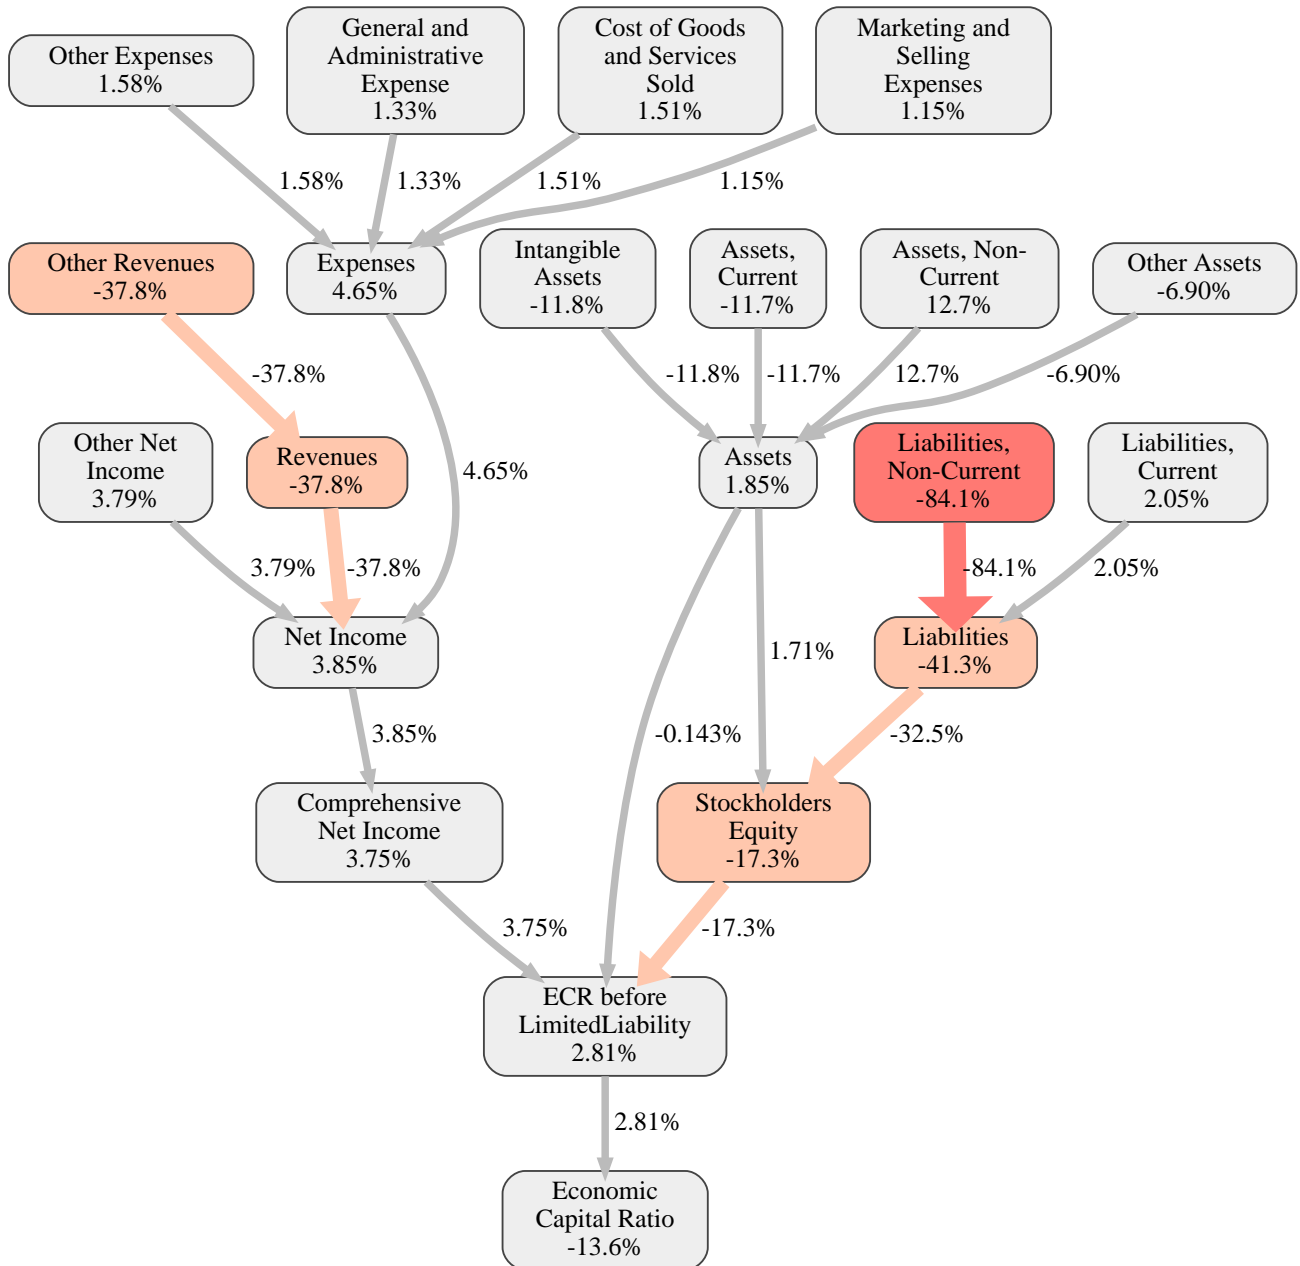 Other Expenses
1.58%
General and
Administrative
Expense
1.33%
Cost of Goods
and Services
Sold
1.51%
Marketing and
Selling
Expenses
1.15%
1.58%
1.33%
1.51%
1.15%
Other Revenues
-37.8%
Expenses
4.65%
Intangible
Assets
-11.8%
Assets,
Current
-11.7%
Assets, Non-
Current
12.7%
Other Assets
-6.90%
-37.8%
-11.8%
-11.7%
12.7%
-6.90%
Other Net
Income
3.79%
Revenues
-37.8%
4.65%
Assets
1.85%
Liabilities,
Non-Current
-84.1%
Liabilities,
Current
2.05%
3.79%
-37.8%
-84.1%
2.05%
Net Income
3.85%
1.71%
Liabilities
-41.3%
3.85%
-0.143%
-32.5%
Comprehensive
Net Income
3.75%
Stockholders
Equity
-17.3%
3.75%
-17.3%
ECR before
LimitedLiability
2.81%
2.81%
Economic
Capital Ratio
-13.6%